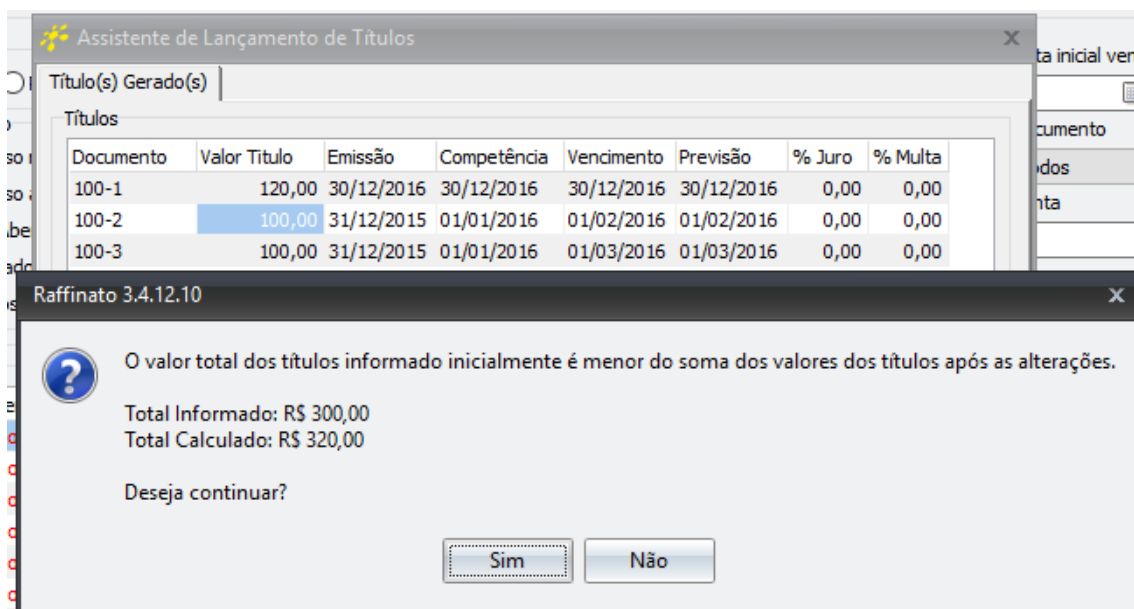 Assistente de Lançamento de Títulos
Título(s) Gerado(s)
Títulos
Documento Valor Titulo Emissão Competência Vencimento Previsão % Juro % Multa
100-1 120,00 30/12/2016 30/12/2016 30/12/2016 30/12/2016 0,00 0,00
100-2 100,00 31/12/2015 01/01/2016 01/02/2016 01/02/2016 0,00 0,00
100-3 100,00 31/12/2015 01/01/2016 01/03/2016 01/03/2016 0,00 0,00
ta inicial ver
cumento
odos
nta
Raffinato 3.4.12.10
O valor total dos títulos informado inicialmente é menor do soma dos valores dos títulos após as alterações.
Total Informado: R$ 300,00
Total Calculado: R$ 320,00
Deseja continuar?
Sim Não